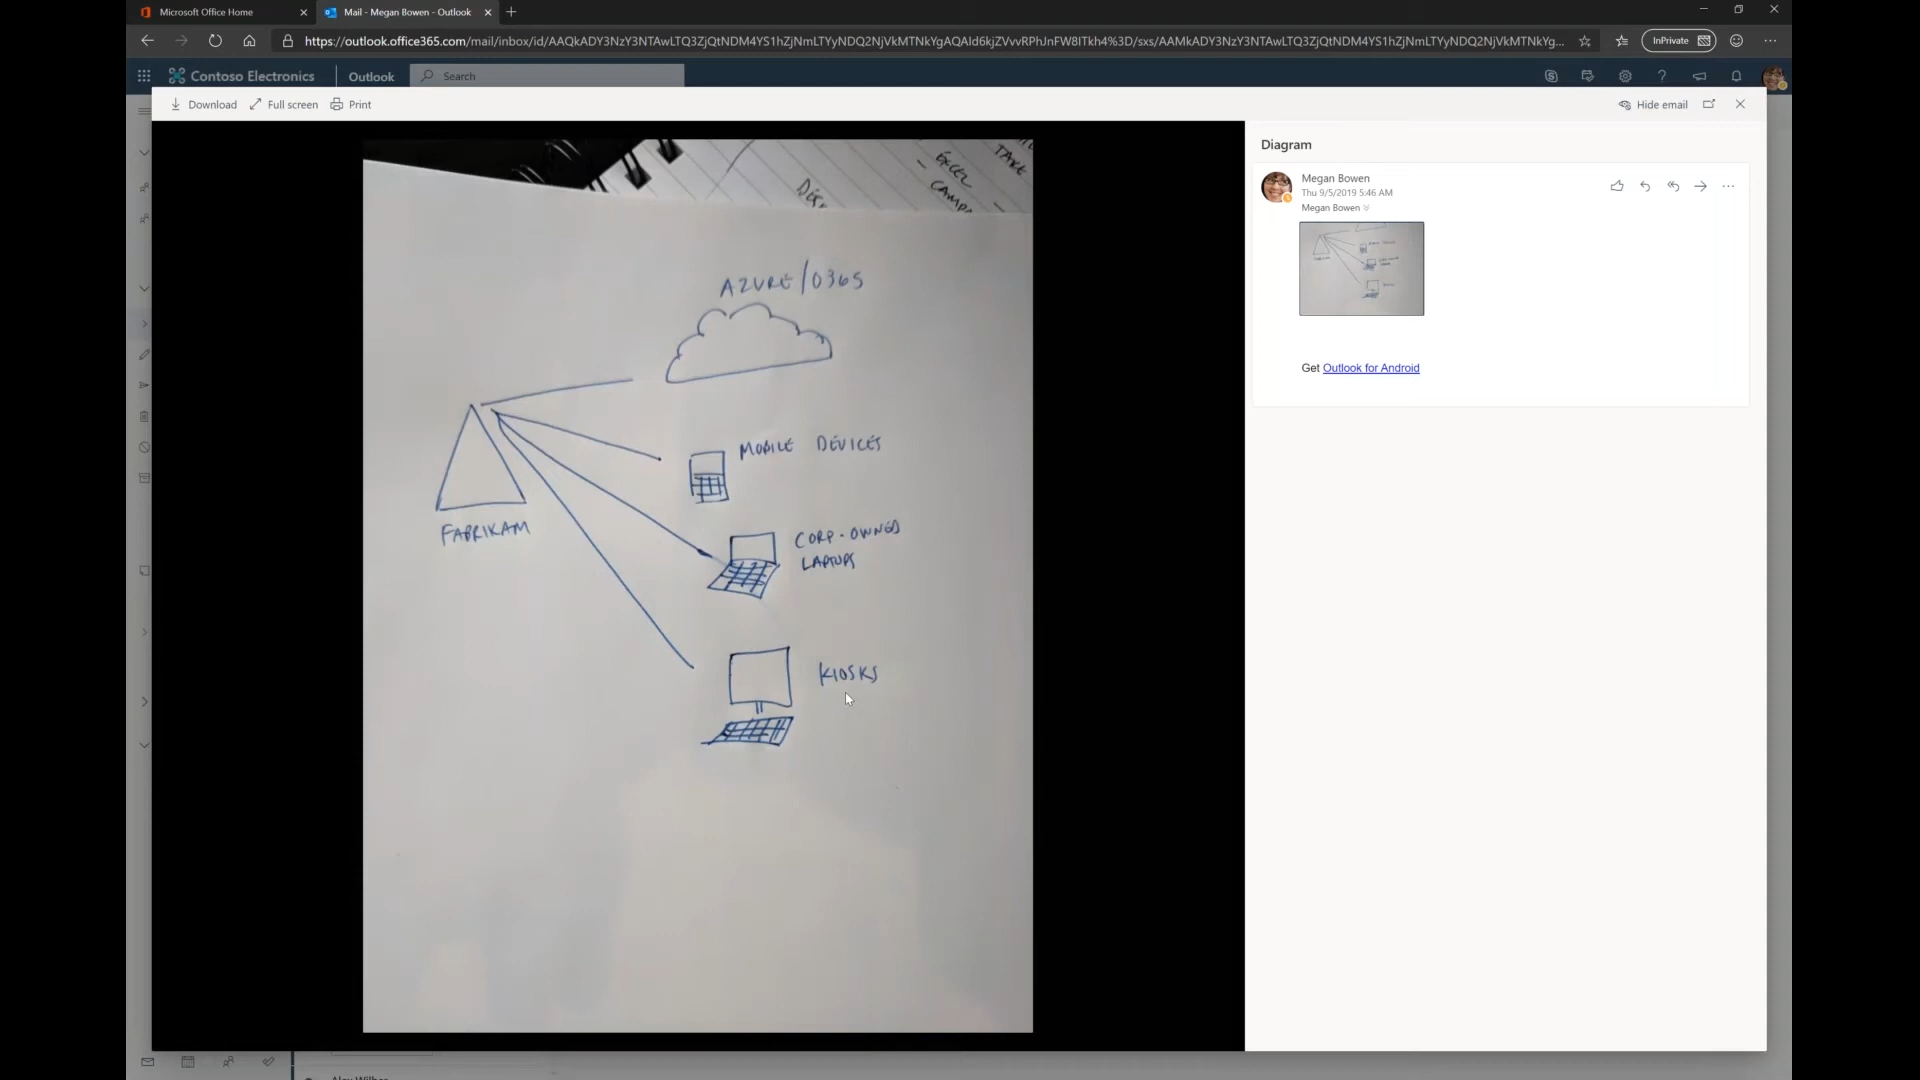 Microsoft Office Home
Mail - Megan Bowen - Outlook
https://outlook.office365.com/mail/inbox/id/AAQkADY3NzY3NTAwLTQ3ZjQtNDM4YS1hZjNmLTYyNDQ2NjVkMTNkYgAQAId6kjZVvvRPhJnFW8ITkh4%3D/sxs/AAMkADY3NzY3NTAwLTQ3ZjQtNDM4YS1hZjNmLTYyNDQ2NjVkMTNkYg...
InPrivate
Contoso Electronics
Outlook
Search
Download
Full screen
Print
Hide email
EXCEL
TAKE
AZURE/O365
MOBILE DEVICES
FABRIKAM
CORP-OWNED
LAPTOPS
KIOSKS
Diagram
Megan Bowen
Thu 9/5/2019 5:46 AM
Megan Bowen
Get Outlook for Android